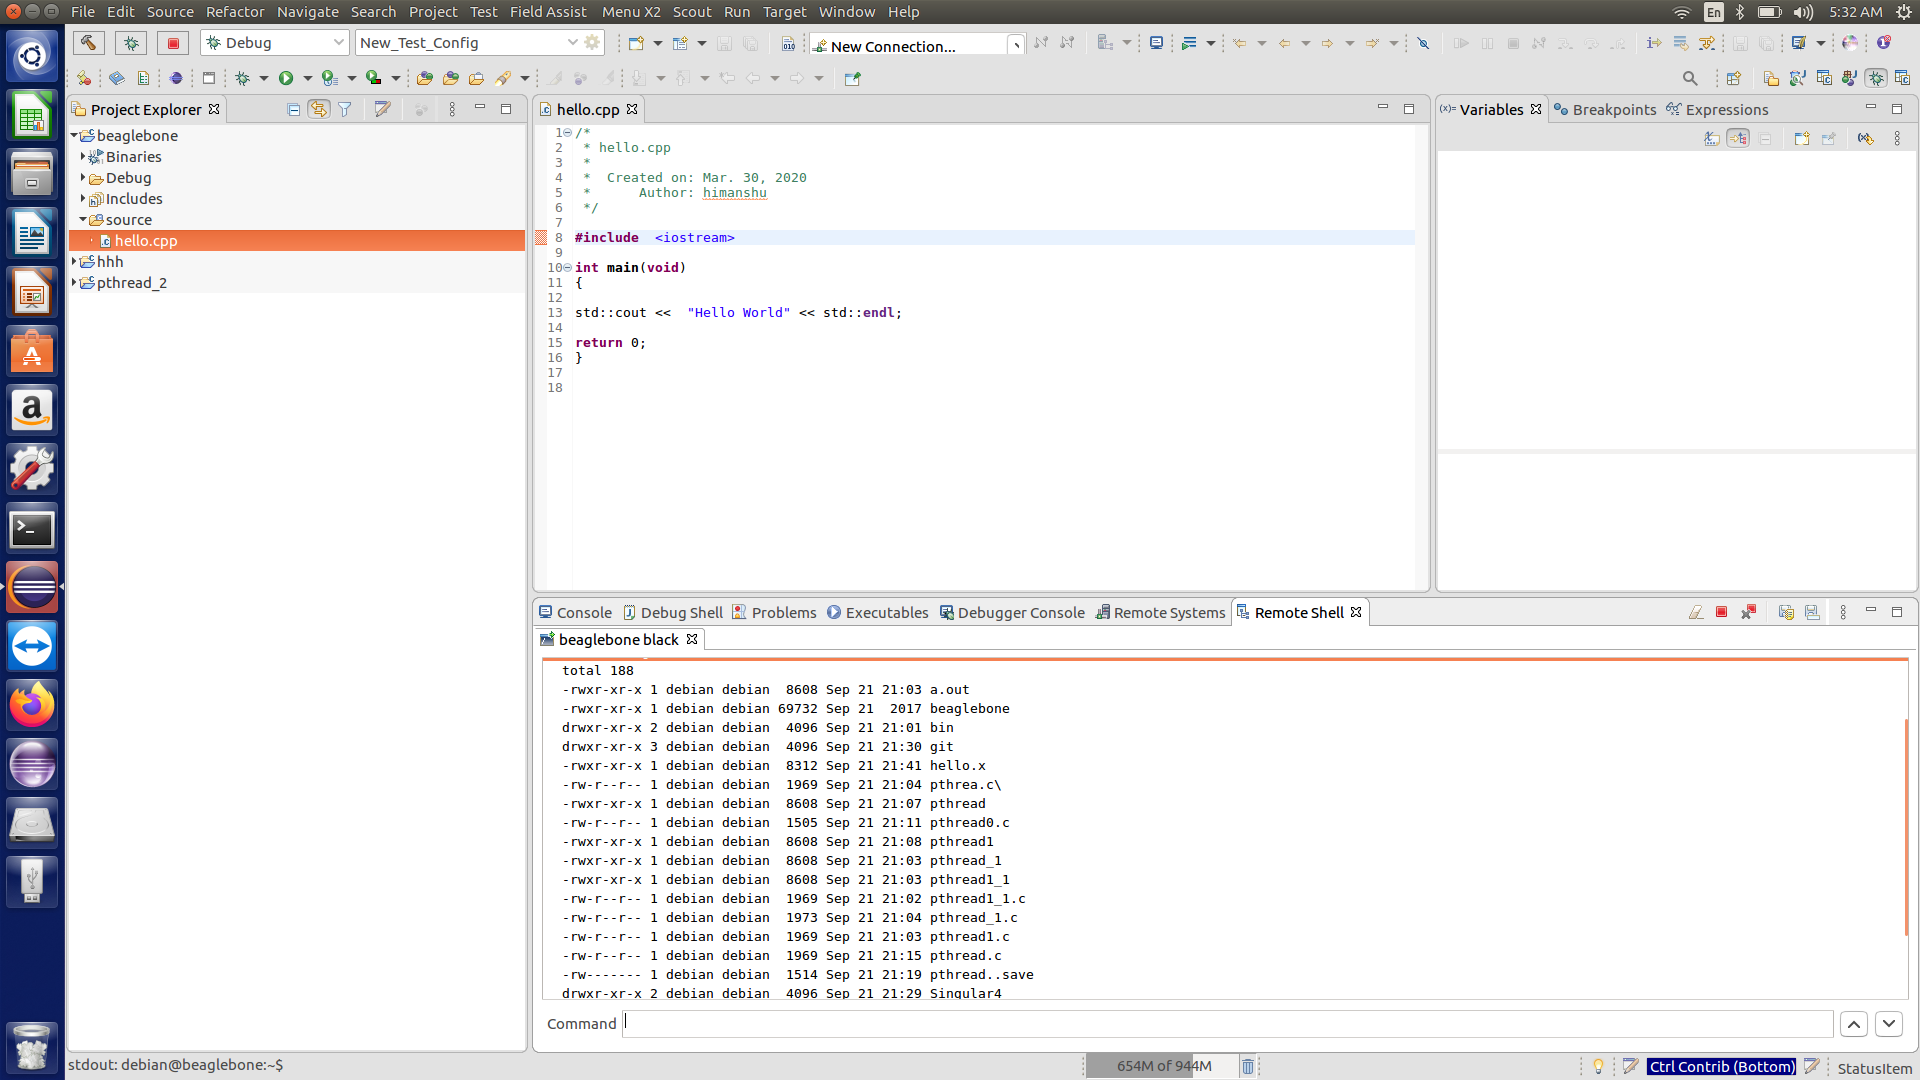 File Edit Source Refactor Navigate Search Project Test Field Assist Menu X2 Scout Run Target Window Help
En 5:32 AM
Debug New_Test_Config New Connection...
Project Explorer
beaglebone
Binaries
Debug
Includes
source
hello.cpp
hhh
pthread_2
hello.cpp
1 /*
2 * hello.cpp
3 *
4 * Created on: Mar. 30, 2020
5 * Author: himanshu
6 */
7
8 #include <iostream>
9
10 int main(void)
11 {
12
13 std::cout << "Hello World" << std::endl;
14
15 return 0;
16 }
17
18
Variables Breakpoints Expressions
Console Debug Shell Problems Executables Debugger Console Remote Systems Remote Shell
beaglebone black
total 188
-rwxr-xr-x 1 debian debian 8608 Sep 21 21:03 a.out
-rwxr-xr-x 1 debian debian 69732 Sep 21 2017 beaglebone
drwxr-xr-x 2 debian debian 4096 Sep 21 21:01 bin
drwxr-xr-x 3 debian debian 4096 Sep 21 21:30 git
-rwxr-xr-x 1 debian debian 8312 Sep 21 21:41 hello.x
-rw-r--r-- 1 debian debian 1969 Sep 21 21:04 pthrea.c\
-rwxr-xr-x 1 debian debian 8608 Sep 21 21:07 pthread
-rw-r--r-- 1 debian debian 1505 Sep 21 21:11 pthread0.c
-rwxr-xr-x 1 debian debian 8608 Sep 21 21:08 pthread1
-rwxr-xr-x 1 debian debian 8608 Sep 21 21:03 pthread_1
-rwxr-xr-x 1 debian debian 8608 Sep 21 21:03 pthread1_1
-rw-r--r-- 1 debian debian 1969 Sep 21 21:02 pthread1_1.c
-rw-r--r-- 1 debian debian 1973 Sep 21 21:04 pthread_1.c
-rw-r--r-- 1 debian debian 1969 Sep 21 21:03 pthread1.c
-rw-r--r-- 1 debian debian 1969 Sep 21 21:15 pthread.c
-rw------- 1 debian debian 1514 Sep 21 21:19 pthread..save
drwxr-xr-x 2 debian debian 4096 Sep 21 21:29 Singular4
Command
stdout: debian@beaglebone:~$
654M of 944M
Ctrl Contrib (Bottom)
StatusItem